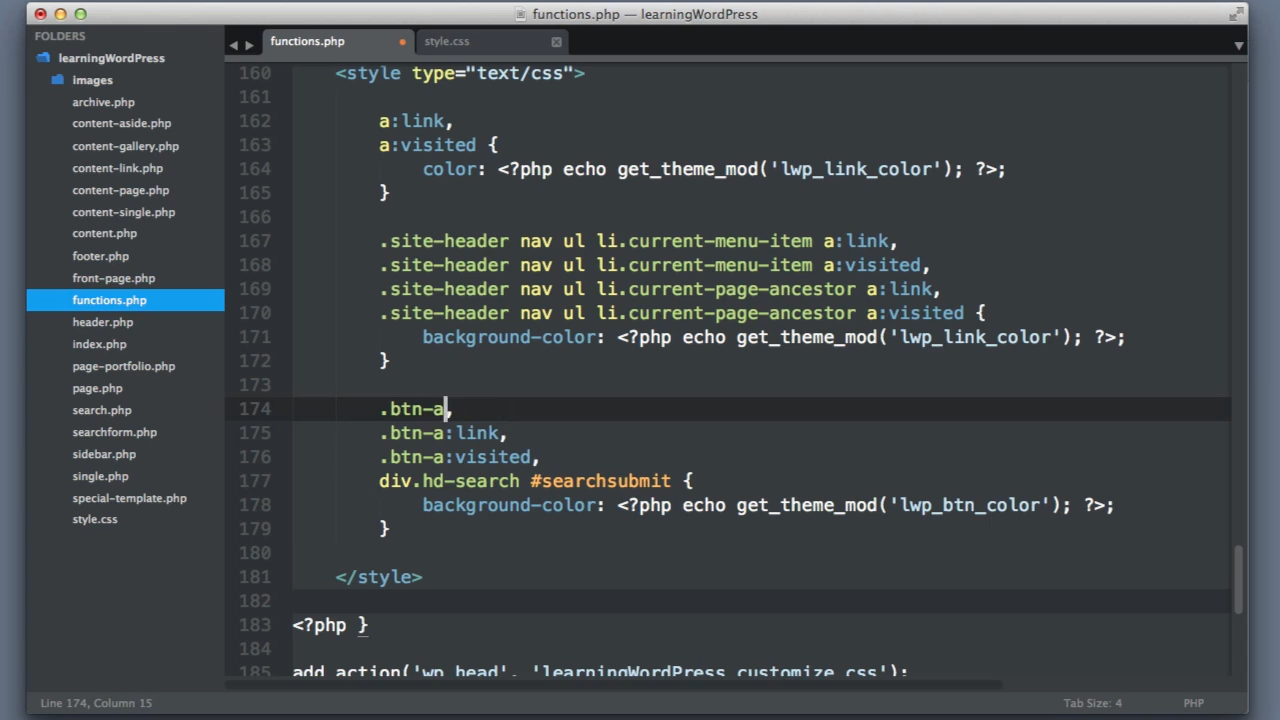 functions.php — learningWordPress
FOLDERS
learningWordPress
images
archive.php
content-aside.php
content-gallery.php
content-link.php
content-page.php
content-single.php
content.php
footer.php
front-page.php
functions.php
header.php
index.php
page-portfolio.php
page.php
search.php
searchform.php
sidebar.php
single.php
special-template.php
style.css
functions.php
style.css
160 <style type="text/css">
161
162 a:link,
163 a:visited {
164 color: <?php echo get_theme_mod('lwp_link_color'); ?>;
165 }
166
167 .site-header nav ul li.current-menu-item a:link,
168 .site-header nav ul li.current-menu-item a:visited,
169 .site-header nav ul li.current-page-ancestor a:link,
170 .site-header nav ul li.current-page-ancestor a:visited {
171 background-color: <?php echo get_theme_mod('lwp_link_color'); ?>;
172 }
173
174 .btn-a,
175 .btn-a:link,
176 .btn-a:visited,
177 div.hd-search #searchsubmit {
178 background-color: <?php echo get_theme_mod('lwp_btn_color'); ?>;
179 }
180
181 </style>
182
183 <?php }
184
185 add_action('wp_head', 'learningWordPress_customize_css');
Line 174, Column 15
Tab Size: 4
PHP